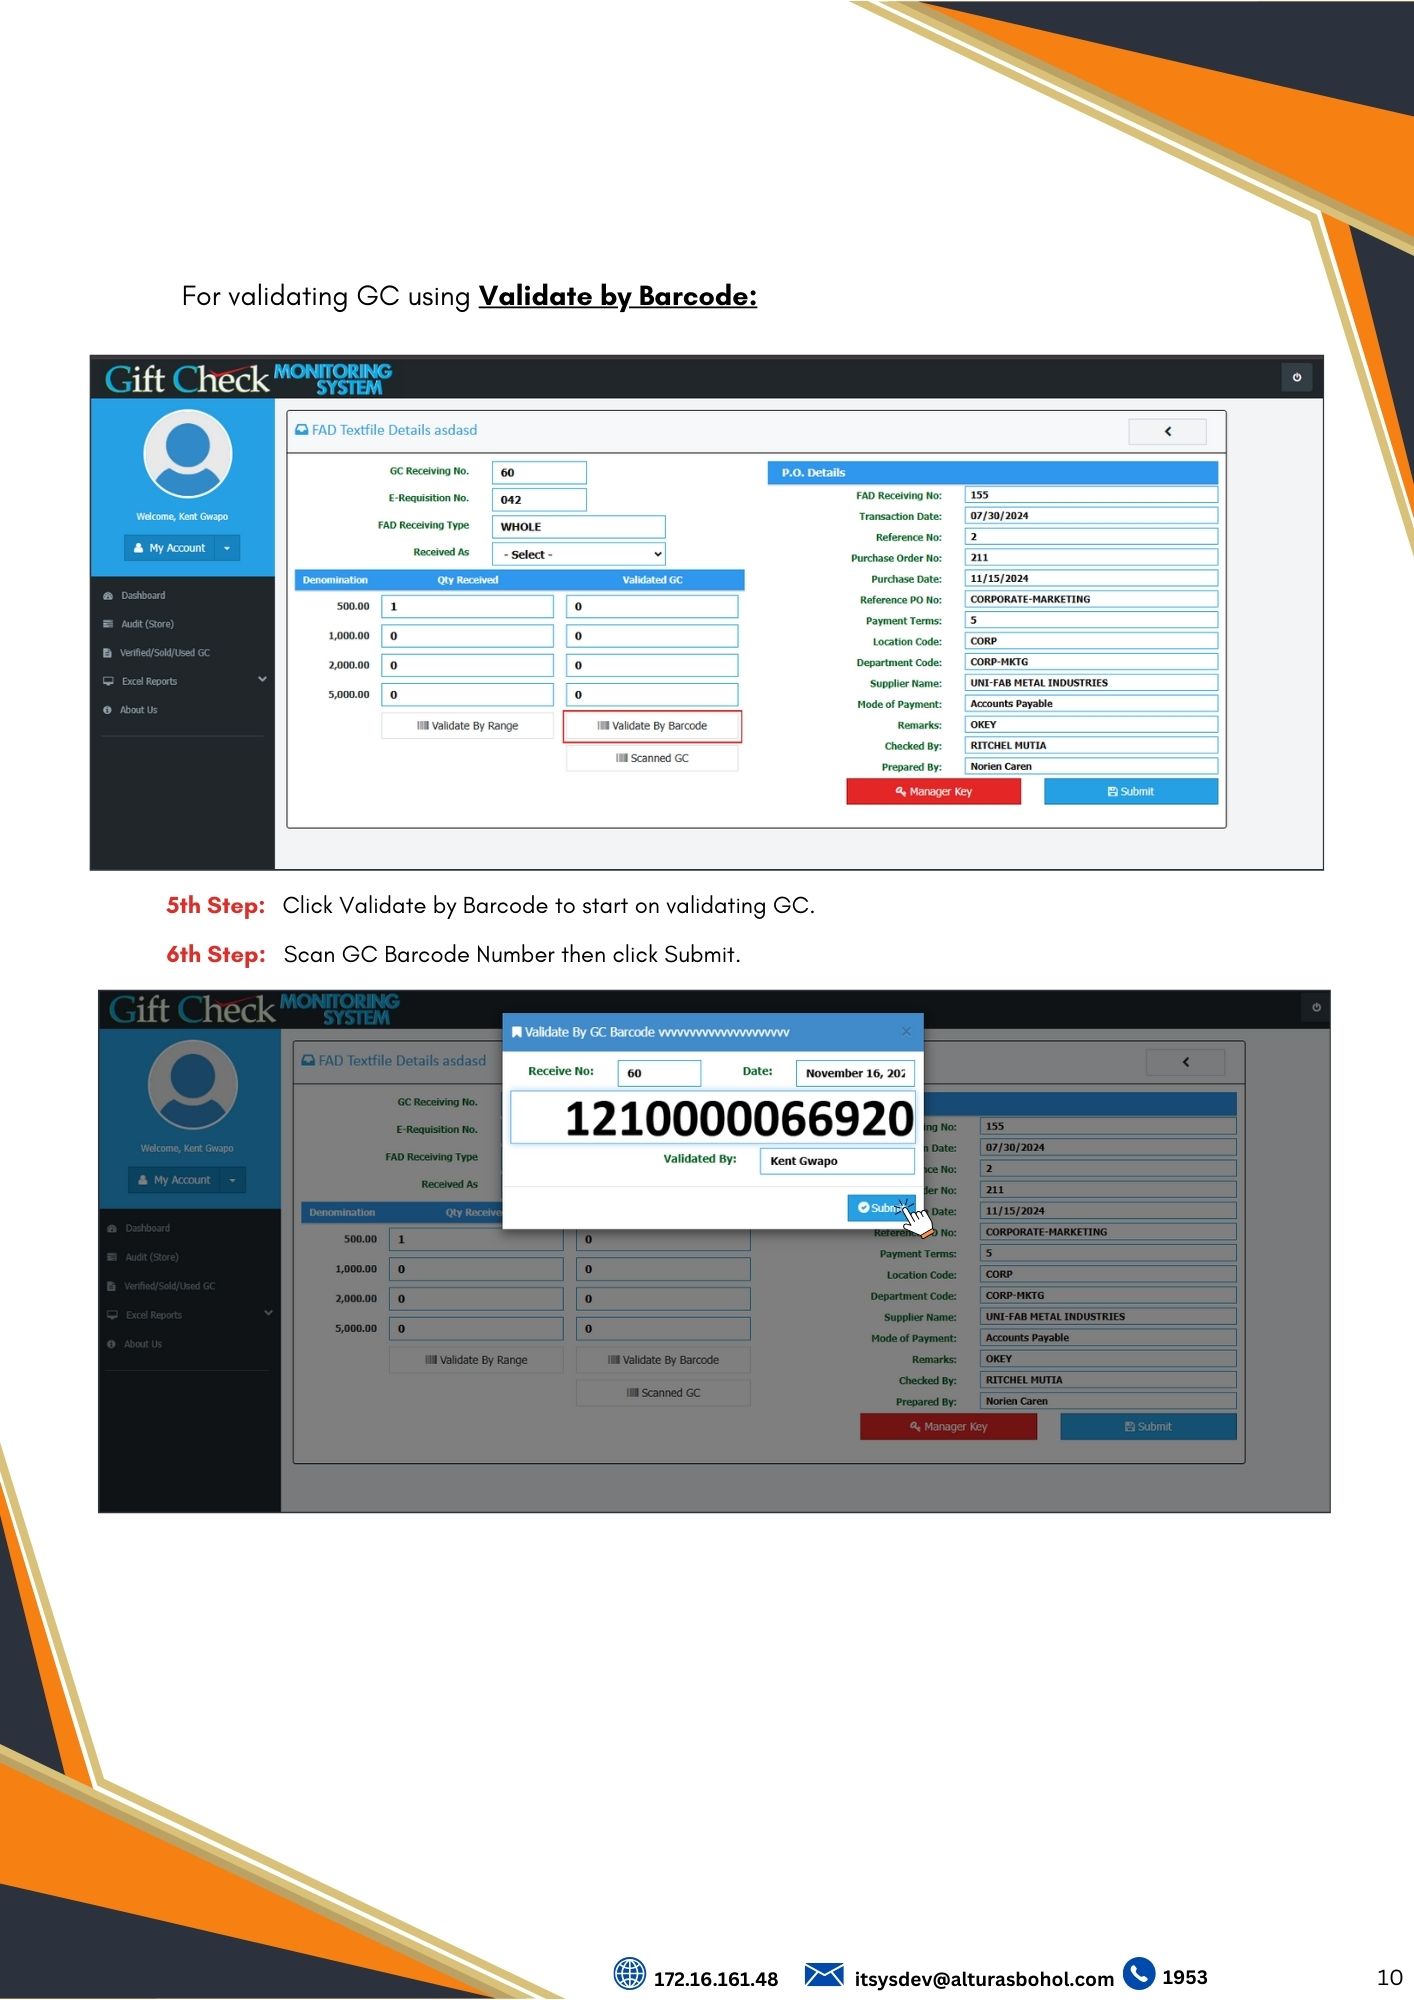 For validating GC using Validate by Barcode:
Gift Check MONITORING SYSTEM
Welcome, Kent Gwapo
My Account
Dashboard
Audit (Store)
Verified/Sold/Used GC
Excel Reports
About Us
FAD Textfile Details asdasd
GC Receiving No. 60
E-Requisition No. 042
FAD Receiving Type WHOLE
Received As - Select -
Denomination Qty Received Validated GC
500.00 1 0
1,000.00 0 0
2,000.00 0 0
5,000.00 0 0
Validate By Range Validate By Barcode
Scanned GC
P.O. Details
FAD Receiving No: 155
Transaction Date: 07/30/2024
Reference No: 2
Purchase Order No: 211
Purchase Date: 11/15/2024
Reference PO No: CORPORATE-MARKETING
Payment Terms: 5
Location Code: CORP
Department Code: CORP-MKTG
Supplier Name: UNI-FAB METAL INDUSTRIES
Mode of Payment: Accounts Payable
Remarks: OKEY
Checked By: RITCHEL MUTIA
Prepared By: Norien Caren
Manager Key Submit
5th Step: Click Validate by Barcode to start on validating GC.
6th Step: Scan GC Barcode Number then click Submit.
Gift Check MONITORING SYSTEM
Welcome, Kent Gwapo
My Account
Dashboard
Audit (Store)
Verified/Sold/Used GC
Excel Reports
About Us
FAD Textfile Details asdasd
GC Receiving No.
E-Requisition No.
FAD Receiving Type
Received As
Denomination Qty Receive
500.00 1 0
1,000.00 0 0
2,000.00 0 0
5,000.00 0 0
Validate By Range Validate By Barcode
Scanned GC
Validate By GC Barcode vvvvvvvvvvvvvvvvvvvvv
Receive No: 60 Date: November 16, 202
1210000066920
Validated By: Kent Gwapo
Subm
ing No: 155
n Date: 07/30/2024
nce No: 2
der No: 211
Date: 11/15/2024
No: CORPORATE-MARKETING
Payment Terms: 5
Location Code: CORP
Department Code: CORP-MKTG
Supplier Name: UNI-FAB METAL INDUSTRIES
Mode of Payment: Accounts Payable
Remarks: OKEY
Checked By: RITCHEL MUTIA
Prepared By: Norien Caren
Manager Key Submit
172.16.161.48 itsysdev@alturasbohol.com 1953 10